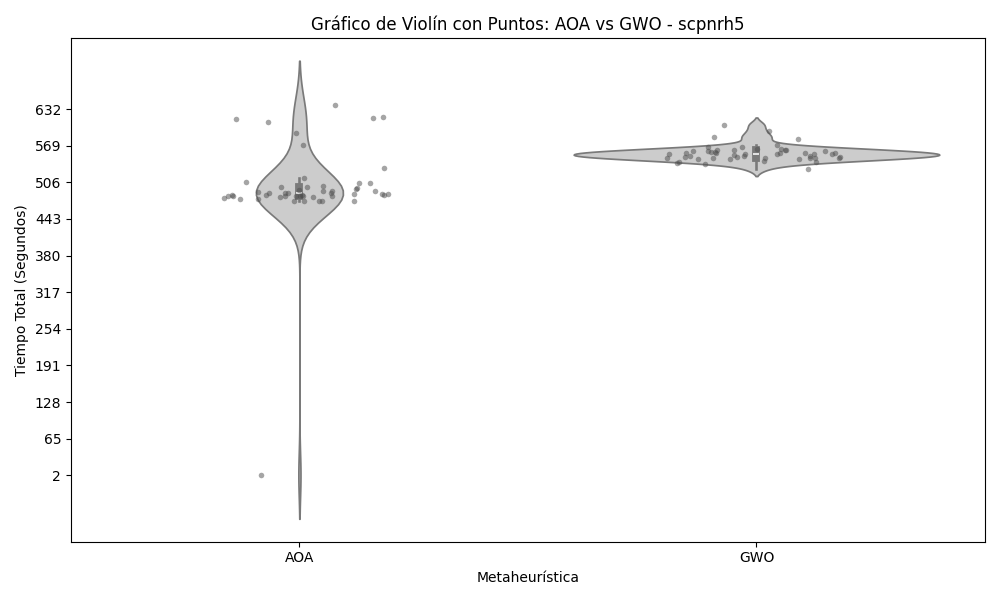 Gráfico de Violín con Puntos: AOA vs GWO - scpnrh5
Tiempo Total (Segundos)
632
569
506
443
380
317
254
191
128
65
2
AOA
GWO
Metaheurística